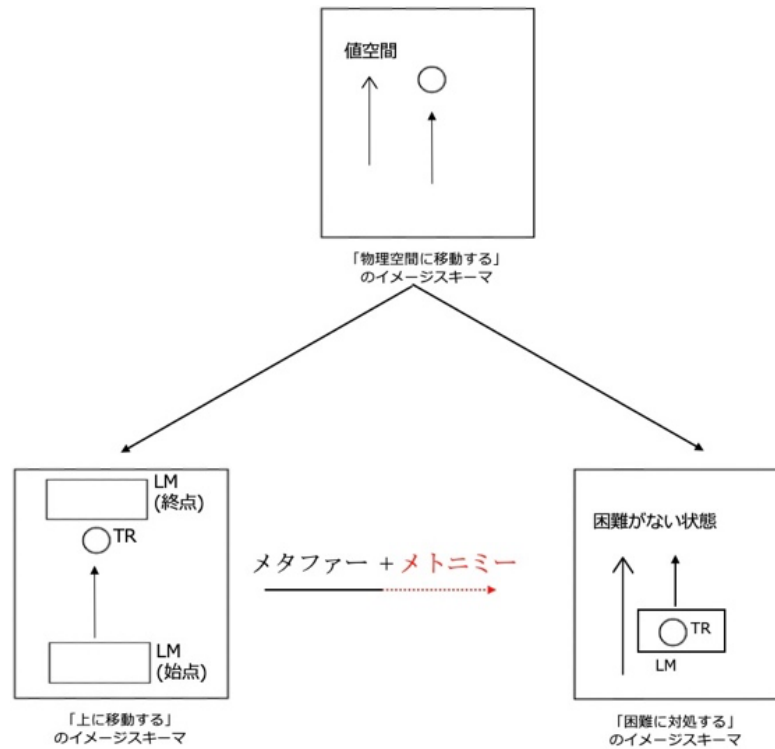 値空間
「物理空間に移動する」
のイメージスキーマ
LM
(終点)
TR
LM
(始点)
「上に移動する」
のイメージスキーマ
メタファー + メトニミー
困難がない状態
TR
LM
「困難に対処する」
のイメージスキーマ